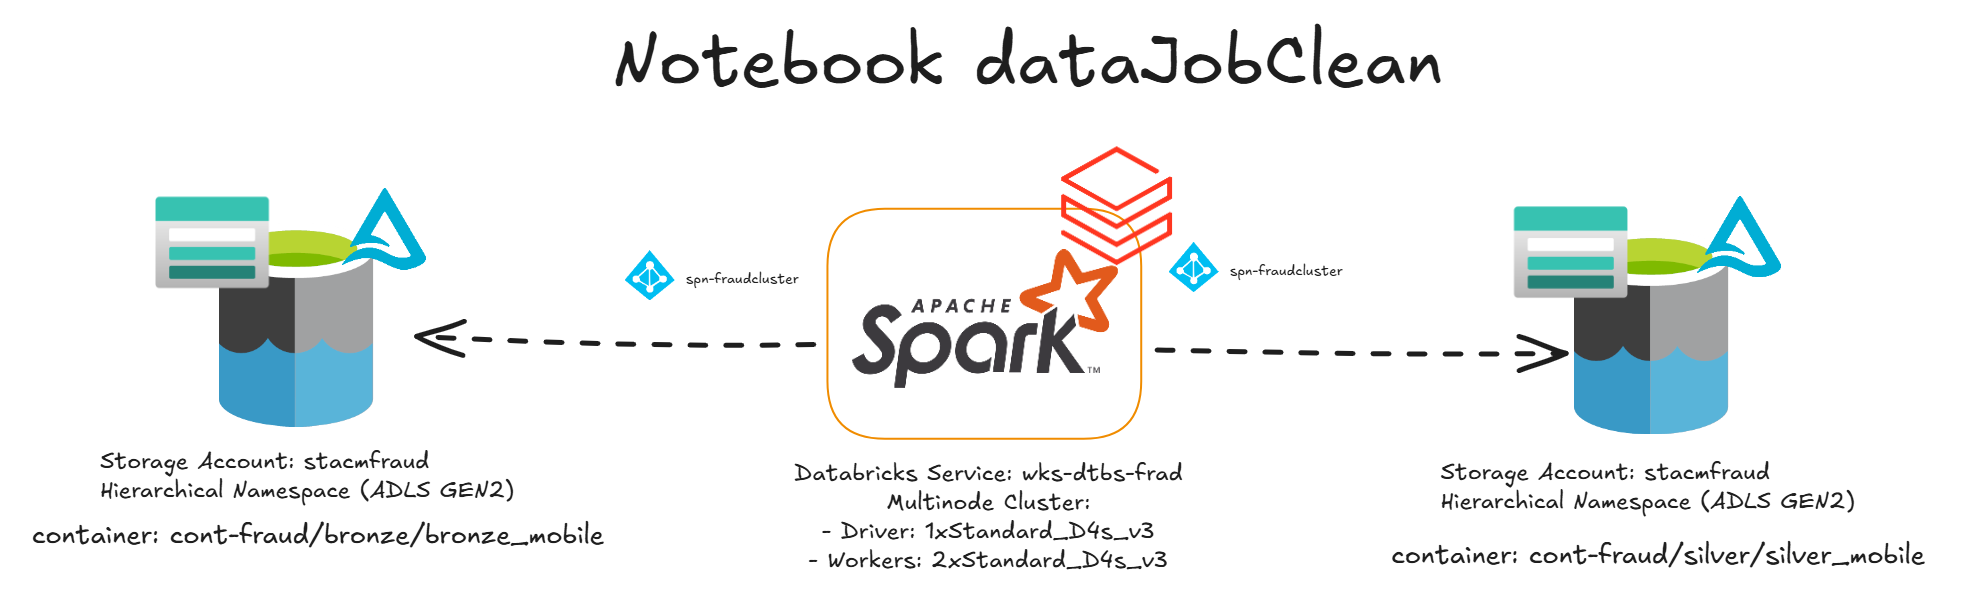 Notebook dataJobClean
spn-fraudcluster
spn-fraudcluster
APACHE
Spark™
Storage Account: stacmfraud
Hierarchical Namespace (ADLS GEN2)
container: cont-fraud/bronze/bronze_mobile
Databricks Service: wks-dtbs-frad
Multinode Cluster:
- Driver: 1xStandard_D4s_v3
- Workers: 2xStandard_D4s_v3
Storage Account: stacmfraud
Hierarchical Namespace (ADLS GEN2)
container: cont-fraud/silver/silver_mobile